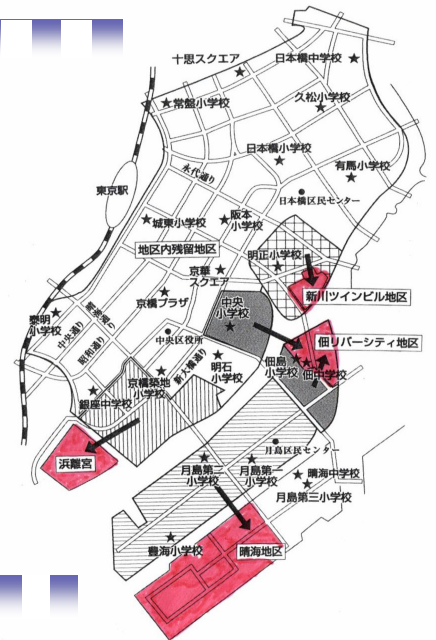 十思スクエア
日本橋中学校
常盤小学校
久松小学校
日本橋小学校
有馬小学校
永代通り
東京駅
日本橋区民センター
城東小学校
阪本
小学校
地区内残留地区
明正小学校
京華
スクエア
新川ツインビル地区
京橋プラザ
中央
小学校
泰明
小学校
中央通り
昭和通り
中央区役所
新大橋通り
佃リバーシティ地区
佃島
小学校
佃中学校
明石
小学校
京橋築地
小学校
銀座中学校
浜離宮
月島区民センター
月島第二
小学校
月島第一
小学校
晴海中学校
月島第三小学校
豊海小学校
晴海地区